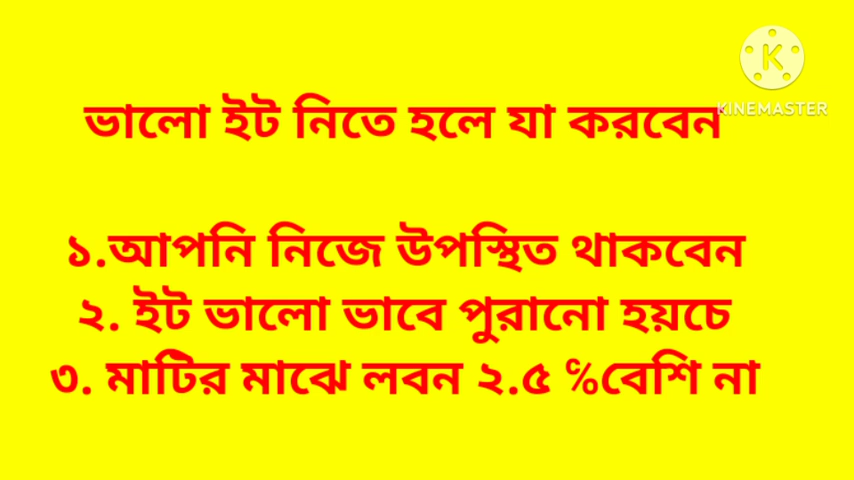 ভালো ইট নিতে হলে যা করবেন
K
KINEMASTER
১.আপনি নিজে উপস্থিত থাকবেন
২. ইট ভালো ভাবে পুরানো হয়চে
৩. মাটির মাঝে লবন ২.৫ %বেশি না